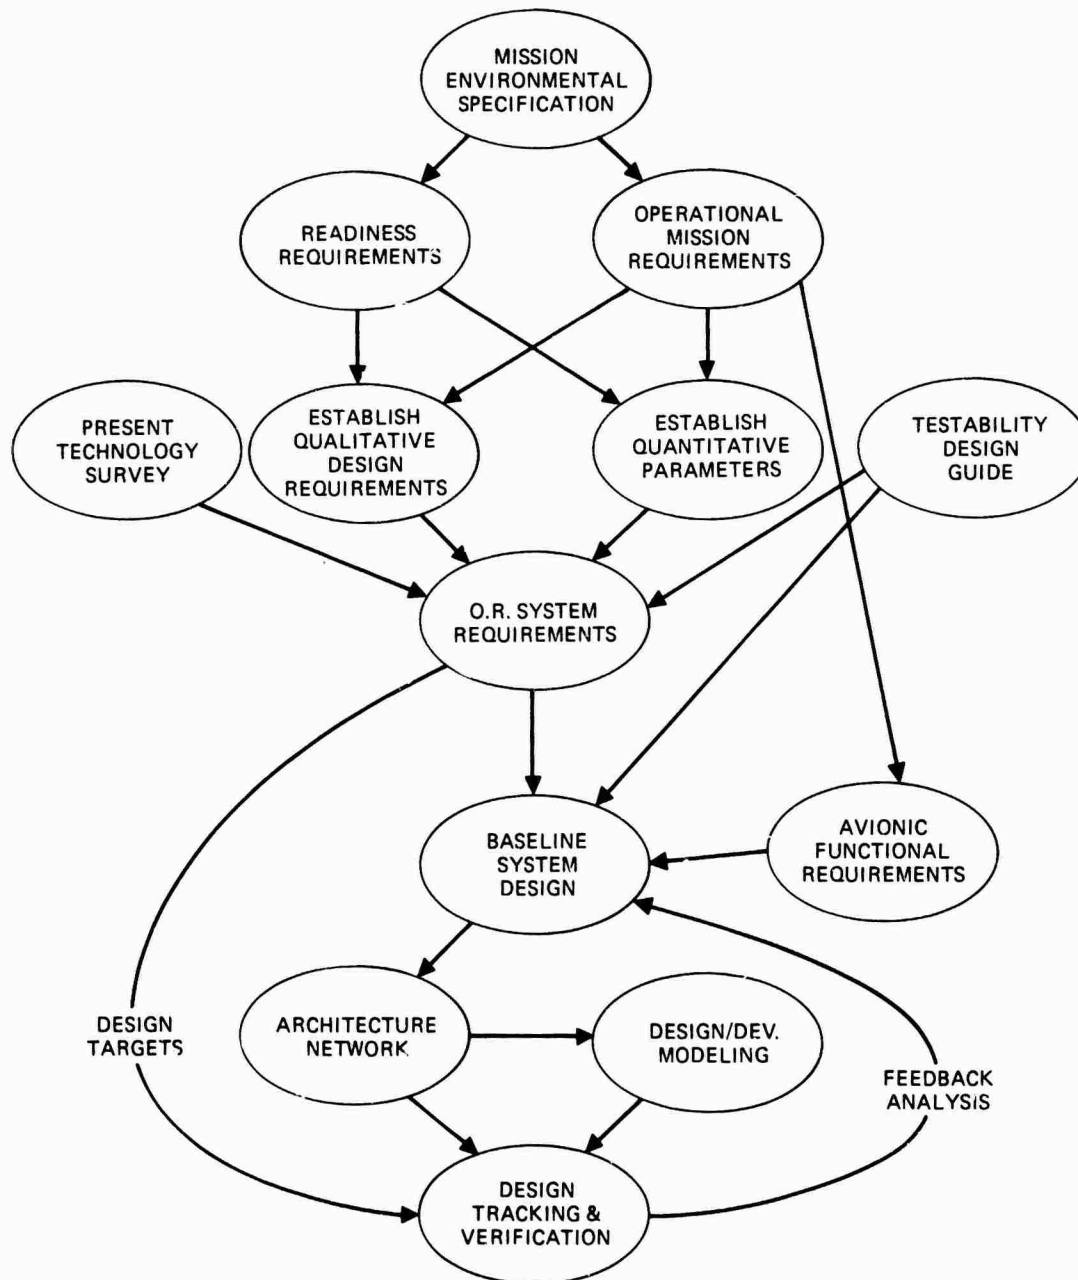 MISSION
ENVIRONMENTAL
SPECIFICATION
READINESS
REQUIREMENTS
OPERATIONAL
MISSION
REQUIREMENTS
PRESENT
TECHNOLOGY
SURVEY
ESTABLISH
QUALITATIVE
DESIGN
REQUIREMENTS
ESTABLISH
QUANTITATIVE
PARAMETERS
TESTABILITY
DESIGN
GUIDE
O.R. SYSTEM
REQUIREMENTS
BASELINE
SYSTEM
DESIGN
AVIONIC
FUNCTIONAL
REQUIREMENTS
DESIGN
TARGETS
ARCHITECTURE
NETWORK
DESIGN/DEV.
MODELING
FEEDBACK
ANALYSIS
DESIGN
TRACKING &
VERIFICATION